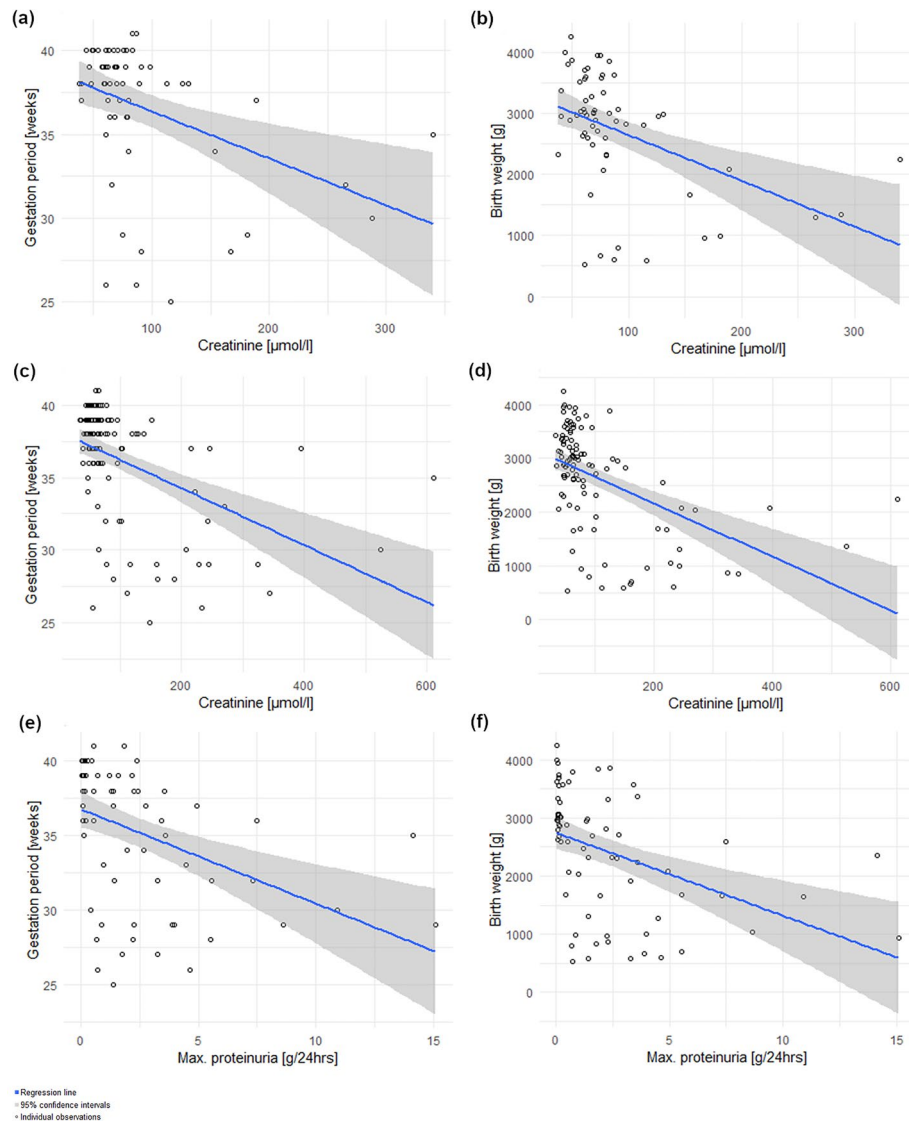 (a)
Gestation period [weeks]
40
35
30
25
100
200
300
Creatinine [µmol/l]
(b)
Birth weight [g]
4000
3000
2000
1000
0
100
200
300
Creatinine [µmol/l]
(c)
Gestation period [weeks]
40
35
30
25
200
400
600
Creatinine [µmol/l]
(d)
Birth weight [g]
4000
3000
2000
1000
0
200
400
600
Creatinine [µmol/l]
(e)
Gestation period [weeks]
40
35
30
25
0
5
10
15
Max. proteinuria [g/24hrs]
(f)
Birth weight [g]
4000
3000
2000
1000
0
0
5
10
15
Max. proteinuria [g/24hrs]
Regression line
95% confidence intervals
Individual observations